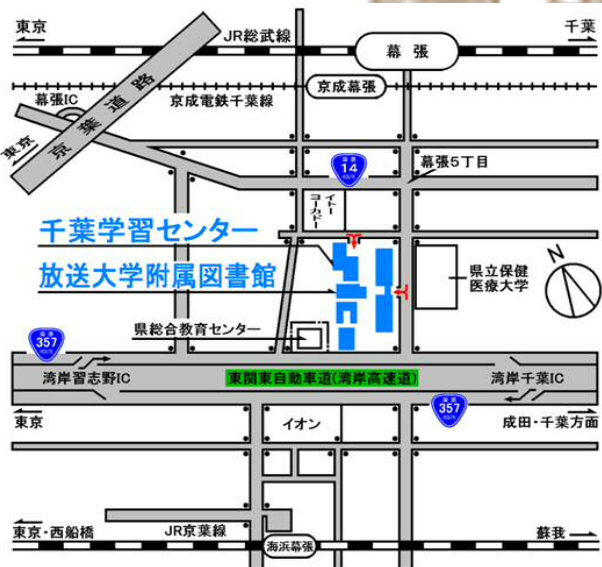 東京
JR総武線
千葉
幕張
京成幕張
幕張IC
京成電鉄千葉線
京葉道路
東京
国道
14
幕張5丁目
イトーヨーカドー
千葉学習センター
放送大学附属図書館
県立保健
医療大学
N
県総合教育センター
国道
357
湾岸習志野IC
東関東自動車道(湾岸高速道)
湾岸千葉IC
東京
イオン
357
成田・千葉方面
東京・西船橋
JR京葉線
海浜幕張
蘇我